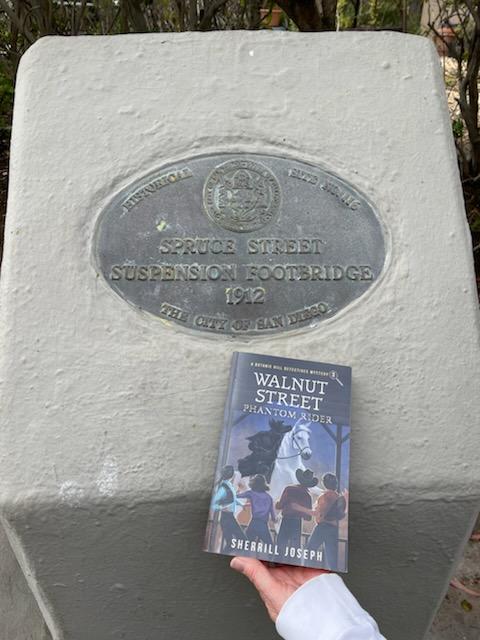 HISTORICAL
SITE NO. 116
SPRUCE STREET
SUSPENSION FOOTBRIDGE
1912
THE CITY OF SAN DIEGO
A BOTANIC HILL DETECTIVES MYSTERY 3
WALNUT
STREET
PHANTOM RIDER
SHERRILL JOSEPH